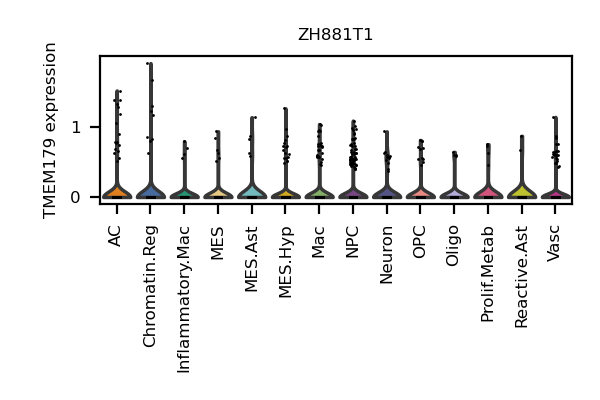 ZH881T1
TMEM179 expression
1
0
AC
Chromatin.Reg
Inflammatory.Mac
MES
MES.Ast
MES.Hyp
Mac
NPC
Neuron
OPC
Oligo
Prolif.Metab
Reactive.Ast
Vasc